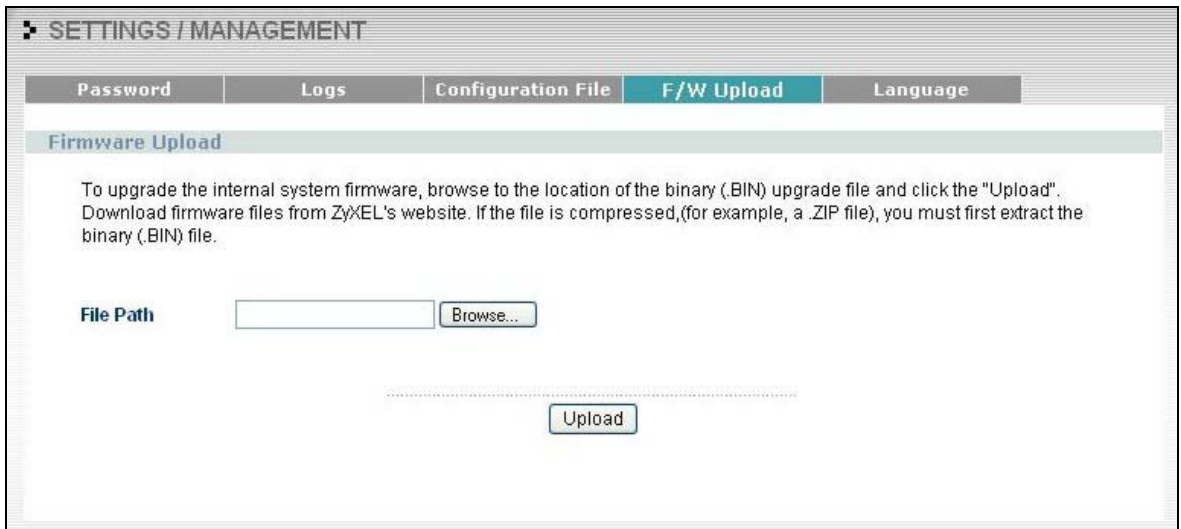 SETTINGS / MANAGEMENT
Password Logs Configuration File F/W Upload Language
Firmware Upload
To upgrade the internal system firmware, browse to the location of the binary (.BIN) upgrade file and click the "Upload".
Download firmware files from ZyXEL's website. If the file is compressed,(for example, a .ZIP file), you must first extract the
binary (.BIN) file.
File Path Browse...
Upload